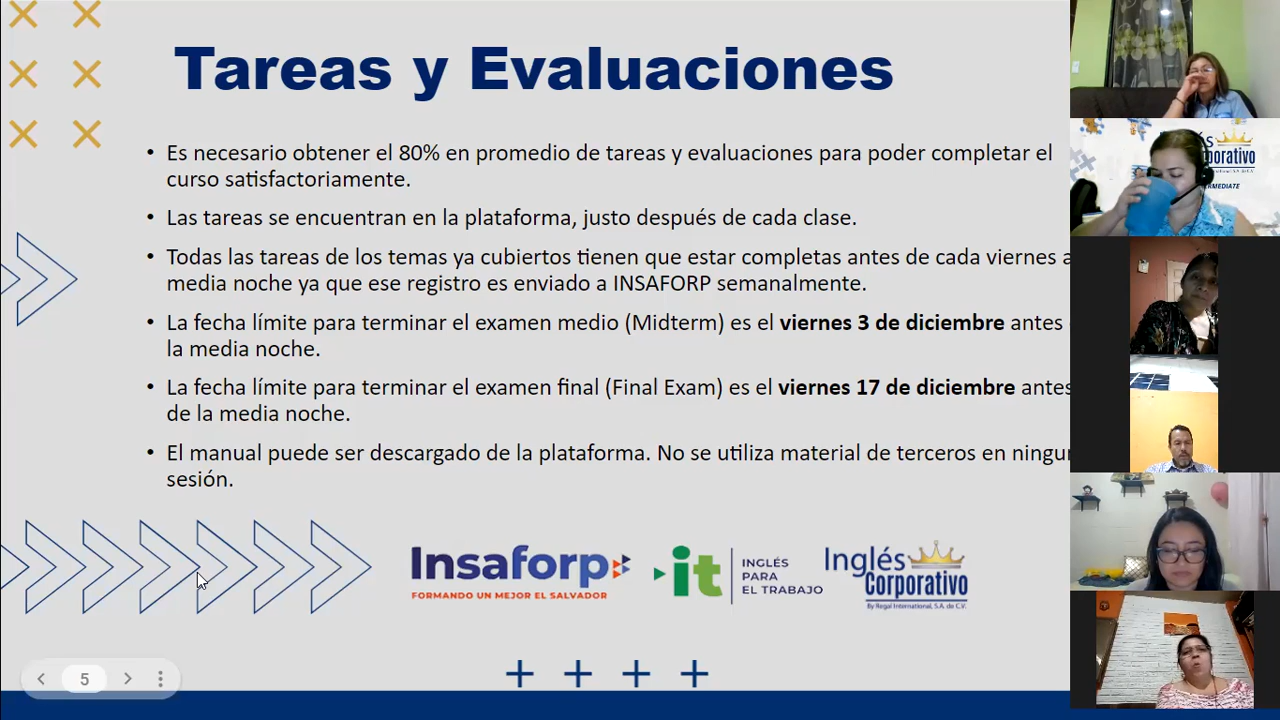 Tareas y Evaluaciones
• Es necesario obtener el 80% en promedio de tareas y evaluaciones para poder completar el
curso satisfactoriamente.
• Las tareas se encuentran en la plataforma, justo después de cada clase.
• Todas las tareas de los temas ya cubiertos tienen que estar completas antes de cada viernes a
media noche ya que ese registro es enviado a INSAFORP semanalmente.
• La fecha límite para terminar el examen medio (Midterm) es el viernes 3 de diciembre antes
la media noche.
• La fecha límite para terminar el examen final (Final Exam) es el viernes 17 de diciembre antes
de la media noche.
• El manual puede ser descargado de la plataforma. No se utiliza material de terceros en
sesión.
Insaforp
FORMANDO UN MEJOR EL SALVADOR
it
INGLÉS
PARA
EL TRABAJO
Inglés
Corporativo
By Regal International, S.A. de C.V.
5